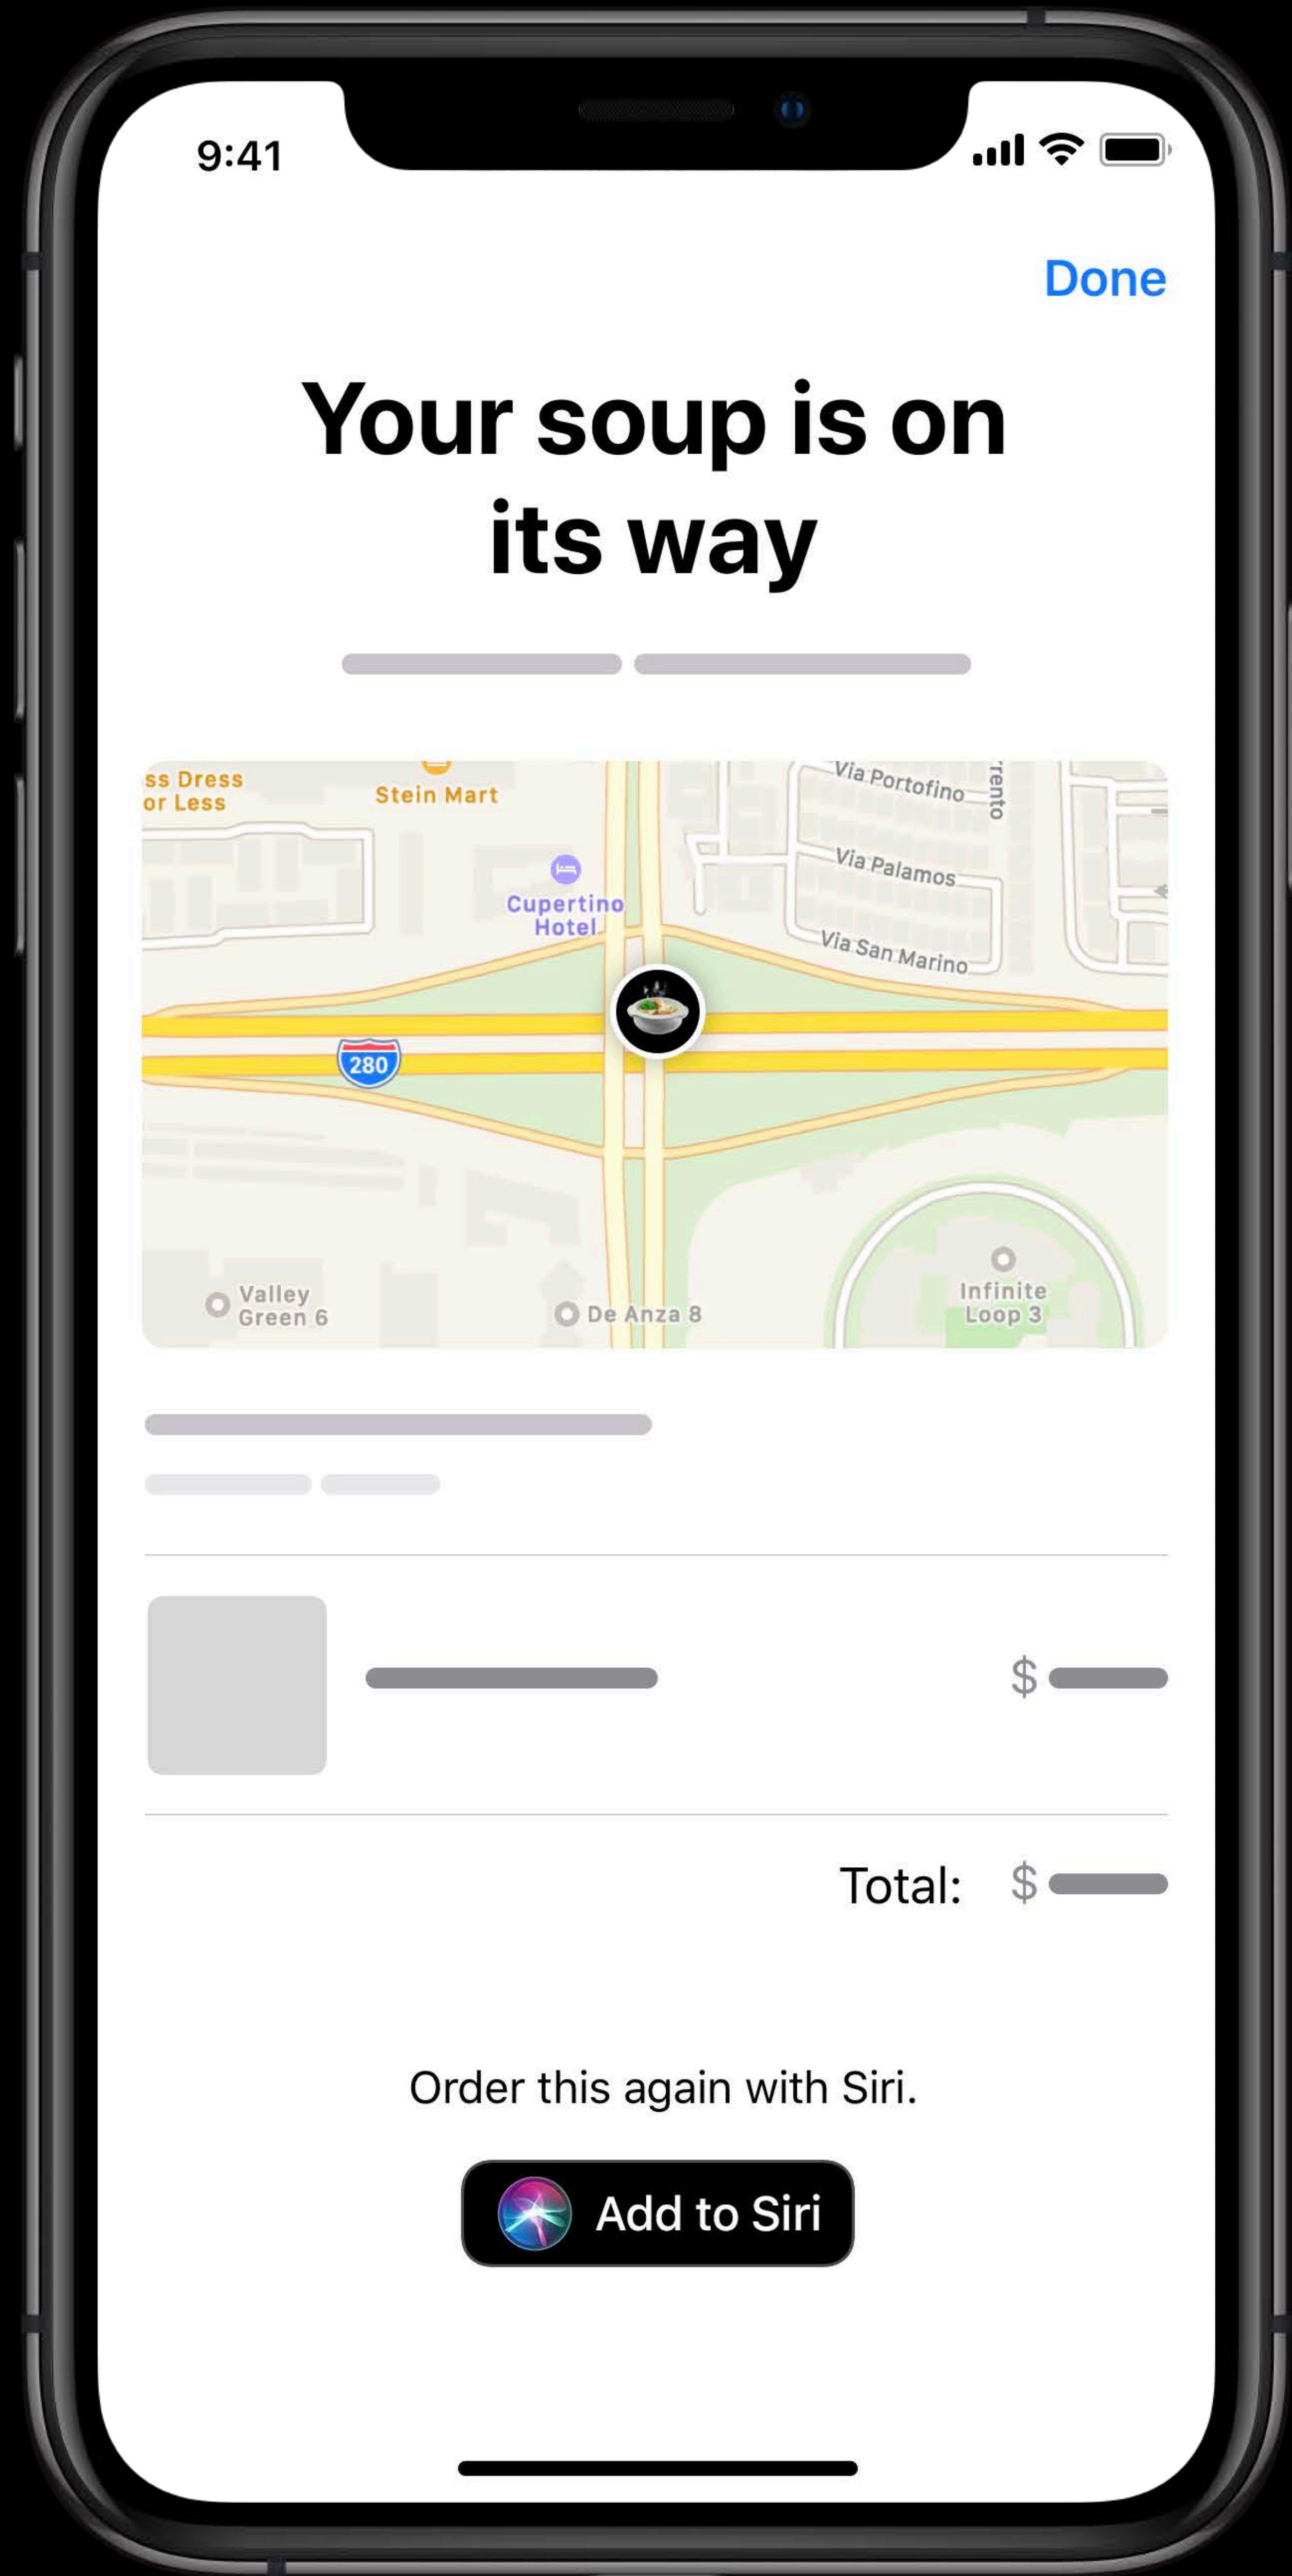 9:41
Done
Your soup is on
its way
ss Dress
or Less
Stein Mart
Via Portofino
rento
Via Palamos
Cupertino
Hotel
Via San Marino
280
Valley
Green 6
De Anza 8
Infinite
Loop 3
$
Total: $
Order this again with Siri.
Add to Siri